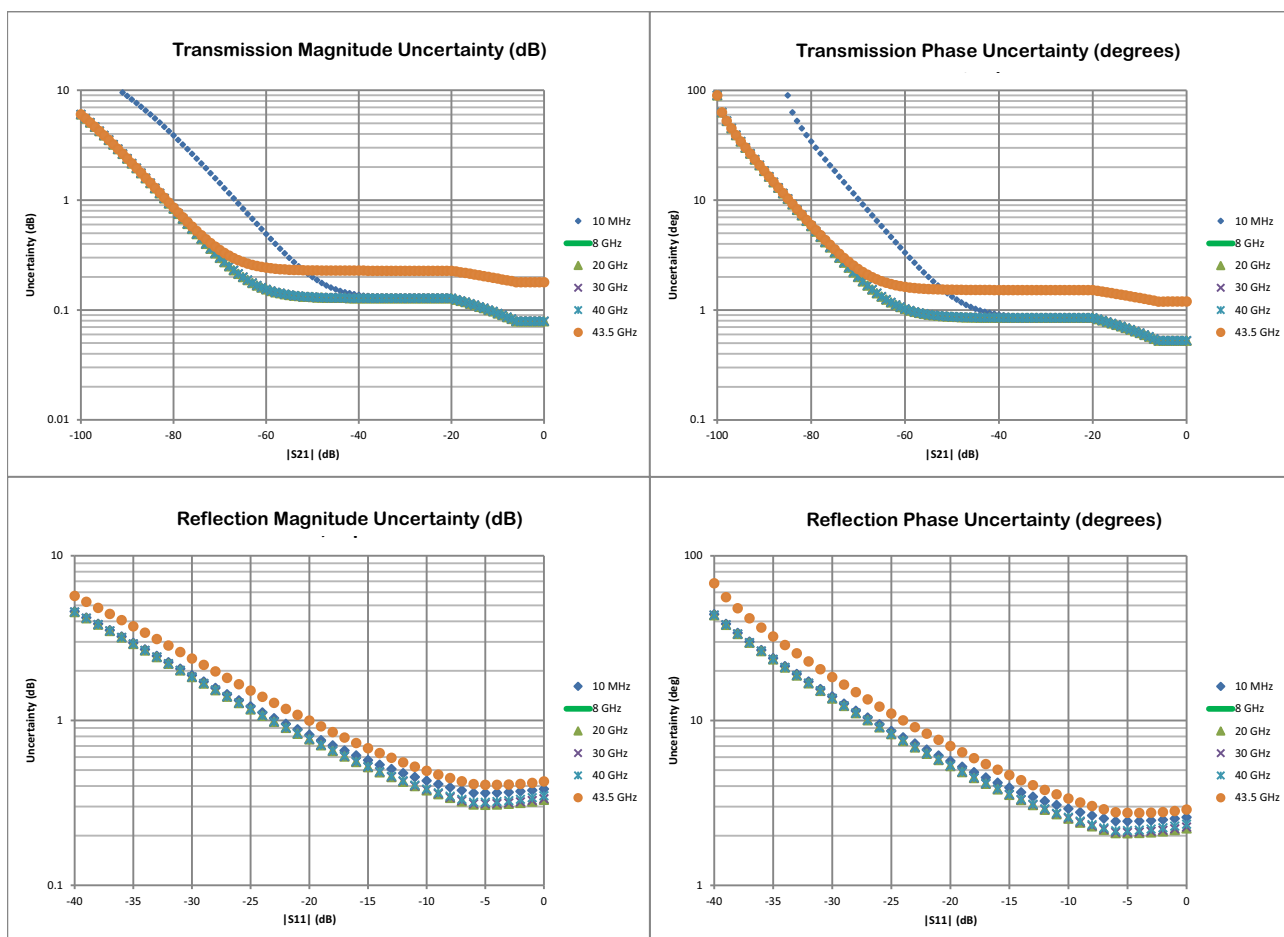 Transmission Magnitude Uncertainty (dB)
10
1
0.1
0.01
Uncertainty (dB)
-100 -80 -60 -40 -20 0
|S21| (dB)
10 MHz
8 GHz
20 GHz
30 GHz
40 GHz
43.5 GHz
Transmission Phase Uncertainty (degrees)
100
10
1
0.1
Uncertainty (deg)
-100 -80 -60 -40 -20 0
|S21| (dB)
10 MHz
8 GHz
20 GHz
30 GHz
40 GHz
43.5 GHz
Reflection Magnitude Uncertainty (dB)
10
1
0.1
Uncertainty (dB)
-40 -35 -30 -25 -20 -15 -10 -5 0
|S11| (dB)
10 MHz
8 GHz
20 GHz
30 GHz
40 GHz
43.5 GHz
Reflection Phase Uncertainty (degrees)
100
10
1
Uncertainty (deg)
-40 -35 -30 -25 -20 -15 -10 -5 0
|S11| (dB)
10 MHz
8 GHz
20 GHz
30 GHz
40 GHz
43.5 GHz